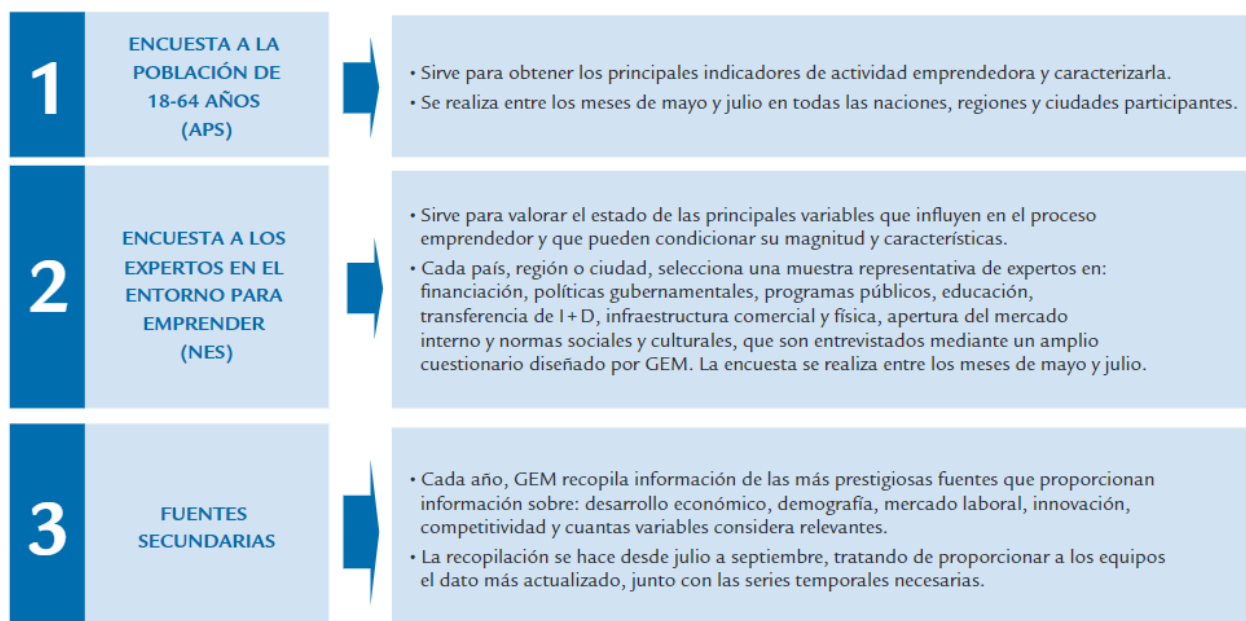 1
ENCUESTA A LA
POBLACIÓN DE
18-64 AÑOS
(APS)
• Sirve para obtener los principales indicadores de actividad emprendedora y caracterizarla.
• Se realiza entre los meses de mayo y julio en todas las naciones, regiones y ciudades participantes.
2
ENCUESTA A LOS
EXPERTOS EN EL
ENTORNO PARA
EMPRENDER
(NES)
• Sirve para valorar el estado de las principales variables que influyen en el proceso
emprendedor y que pueden condicionar su magnitud y características.
• Cada país, región o ciudad, selecciona una muestra representativa de expertos en:
financiación, políticas gubernamentales, programas públicos, educación,
transferencia de I+D, infraestructura comercial y física, apertura del mercado
interno y normas sociales y culturales, que son entrevistados mediante un amplio
cuestionario diseñado por GEM. La encuesta se realiza entre los meses de mayo y julio.
3
FUENTES
SECUNDARIAS
• Cada año, GEM recopila información de las más prestigiosas fuentes que proporcionan
información sobre: desarrollo económico, demografía, mercado laboral, innovación,
competitividad y cuantas variables considera relevantes.
• La recopilación se hace desde julio a septiembre, tratando de proporcionar a los equipos
el dato más actualizado, junto con las series temporales necesarias.